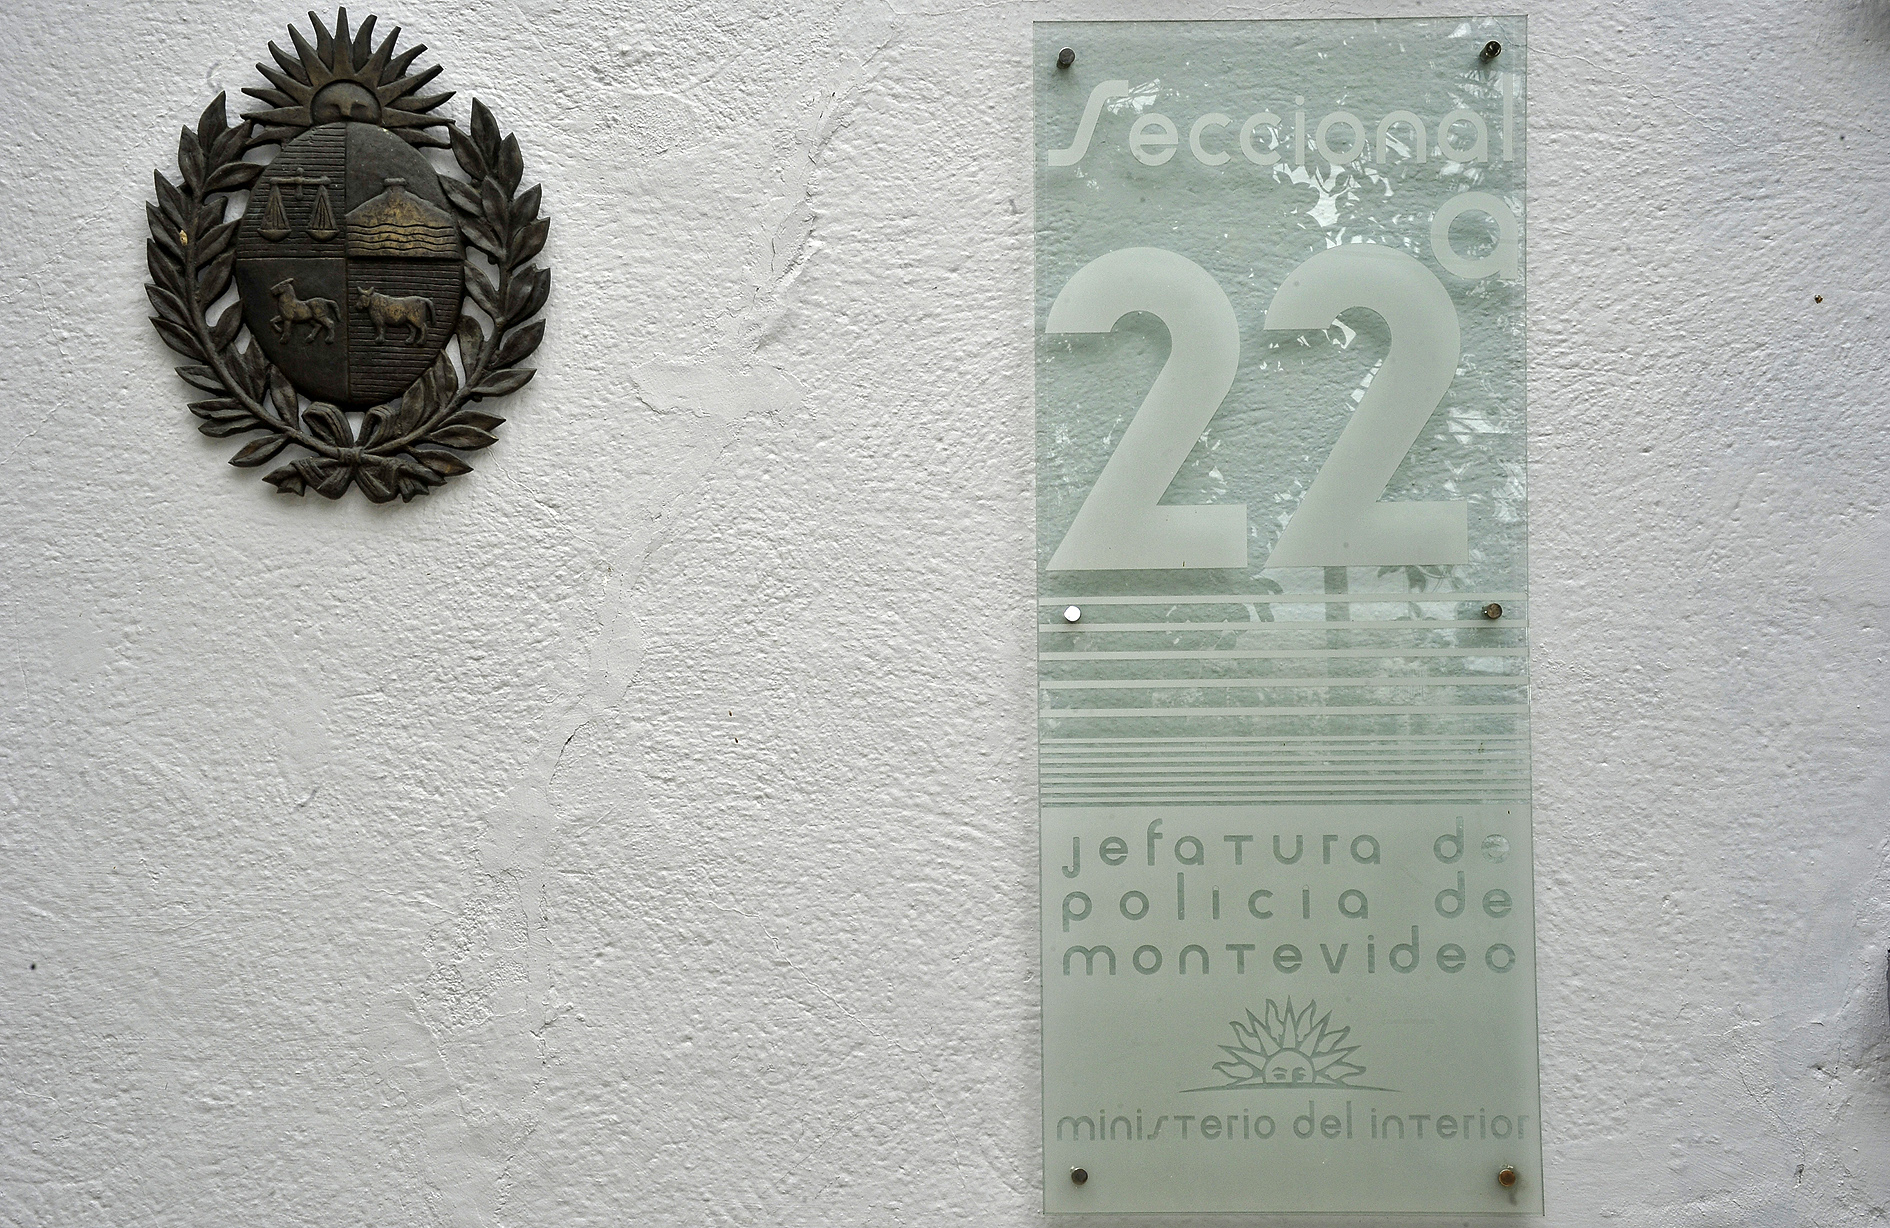 Seccional
22a
jefatura de
policia de
montevideo
ministerio del interior